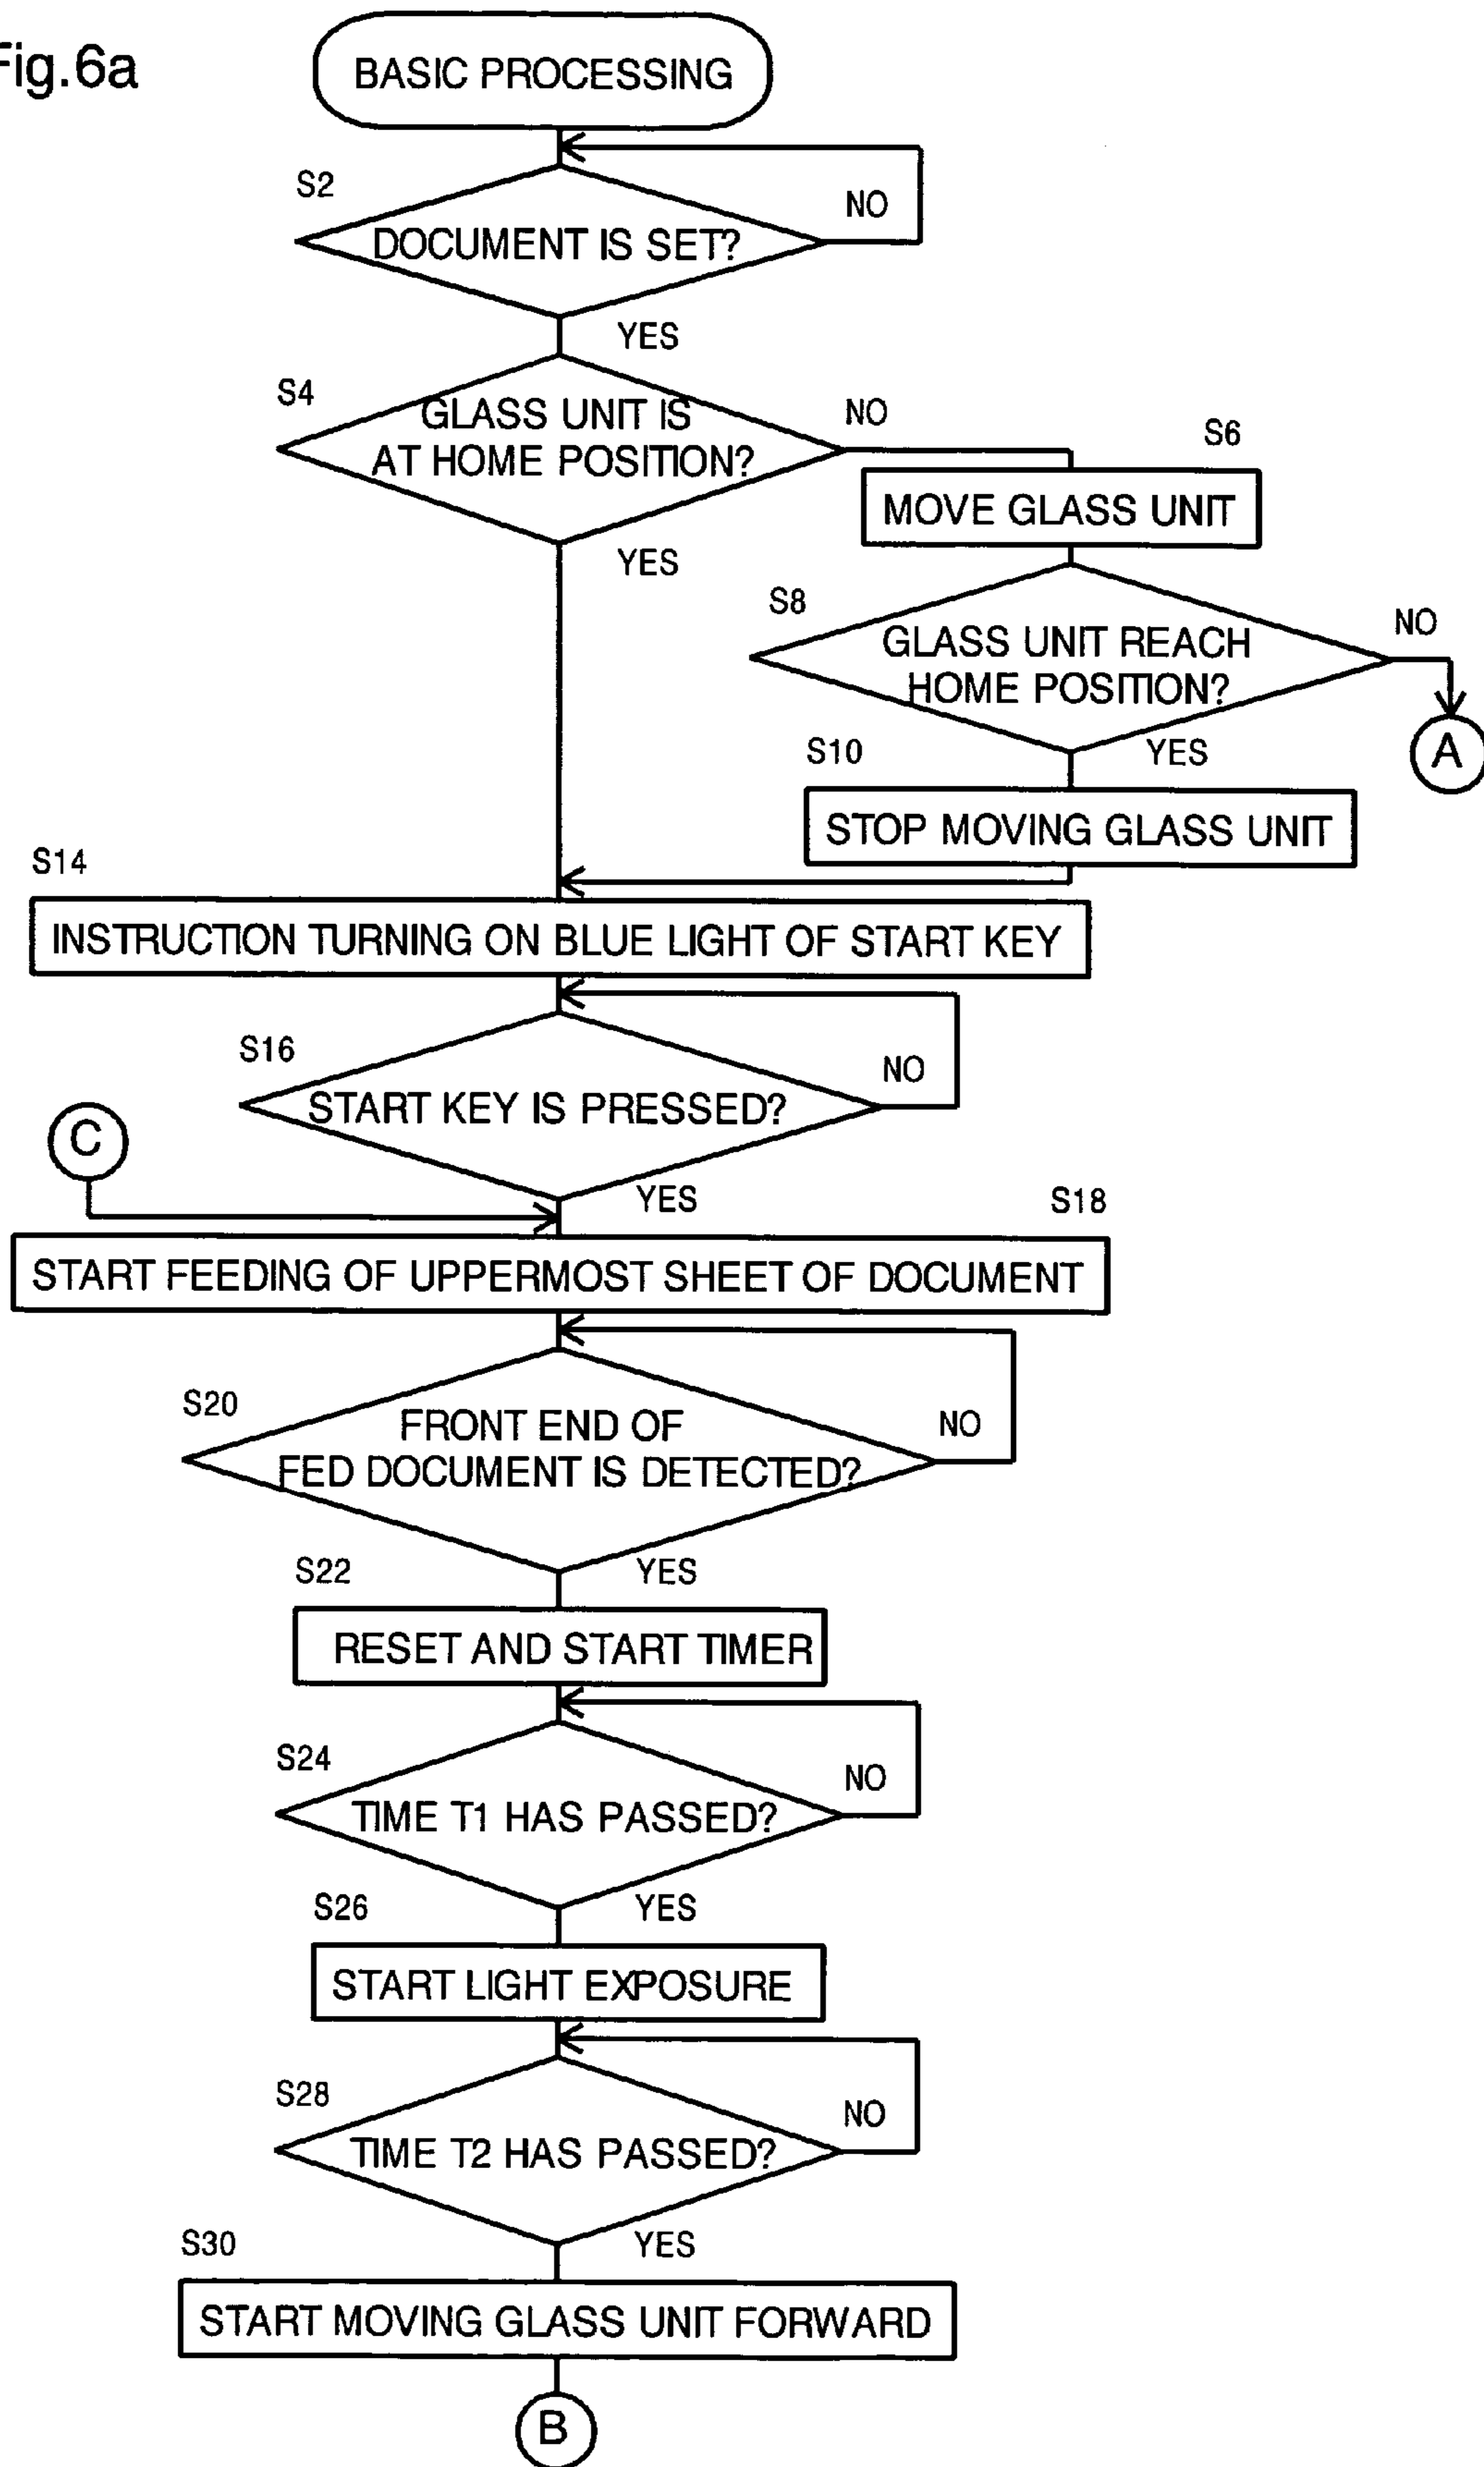 Fig.6a
BASIC PROCESSING
S2
NO
DOCUMENT IS SET?
YES
S4
GLASS UNIT IS
AT HOME POSITION?
NO
S6
MOVE GLASS UNIT
YES
S8
GLASS UNIT REACH
HOME POSITION?
NO
A
S10
YES
STOP MOVING GLASS UNIT
S14
INSTRUCTION TURNING ON BLUE LIGHT OF START KEY
S16
NO
START KEY IS PRESSED?
C
YES
S18
START FEEDING OF UPPERMOST SHEET OF DOCUMENT
S20
FRONT END OF
FED DOCUMENT IS DETECTED?
NO
S22
YES
RESET AND START TIMER
S24
NO
TIME T1 HAS PASSED?
S26
YES
START LIGHT EXPOSURE
S28
NO
TIME T2 HAS PASSED?
S30
YES
START MOVING GLASS UNIT FORWARD
B